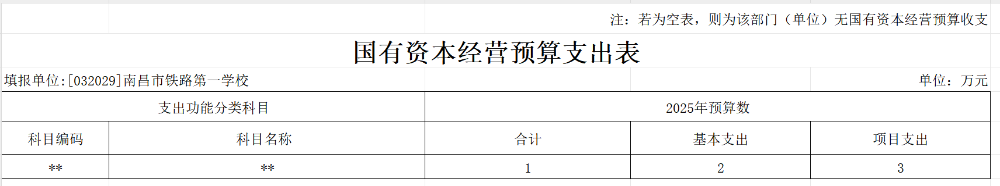 注：若为空表，则为该部门（单位）无国有资本经营预算收支
国有资本经营预算支出表
填报单位:[032029]南昌市铁路第一学校 单位：万元
支出功能分类科目 2025年预算数
科目编码 科目名称 合计 基本支出 项目支出
** ** 1 2 3